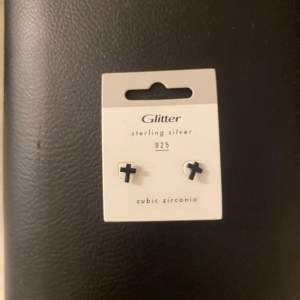 Glitter
sterling silver
925
cubic zirconia